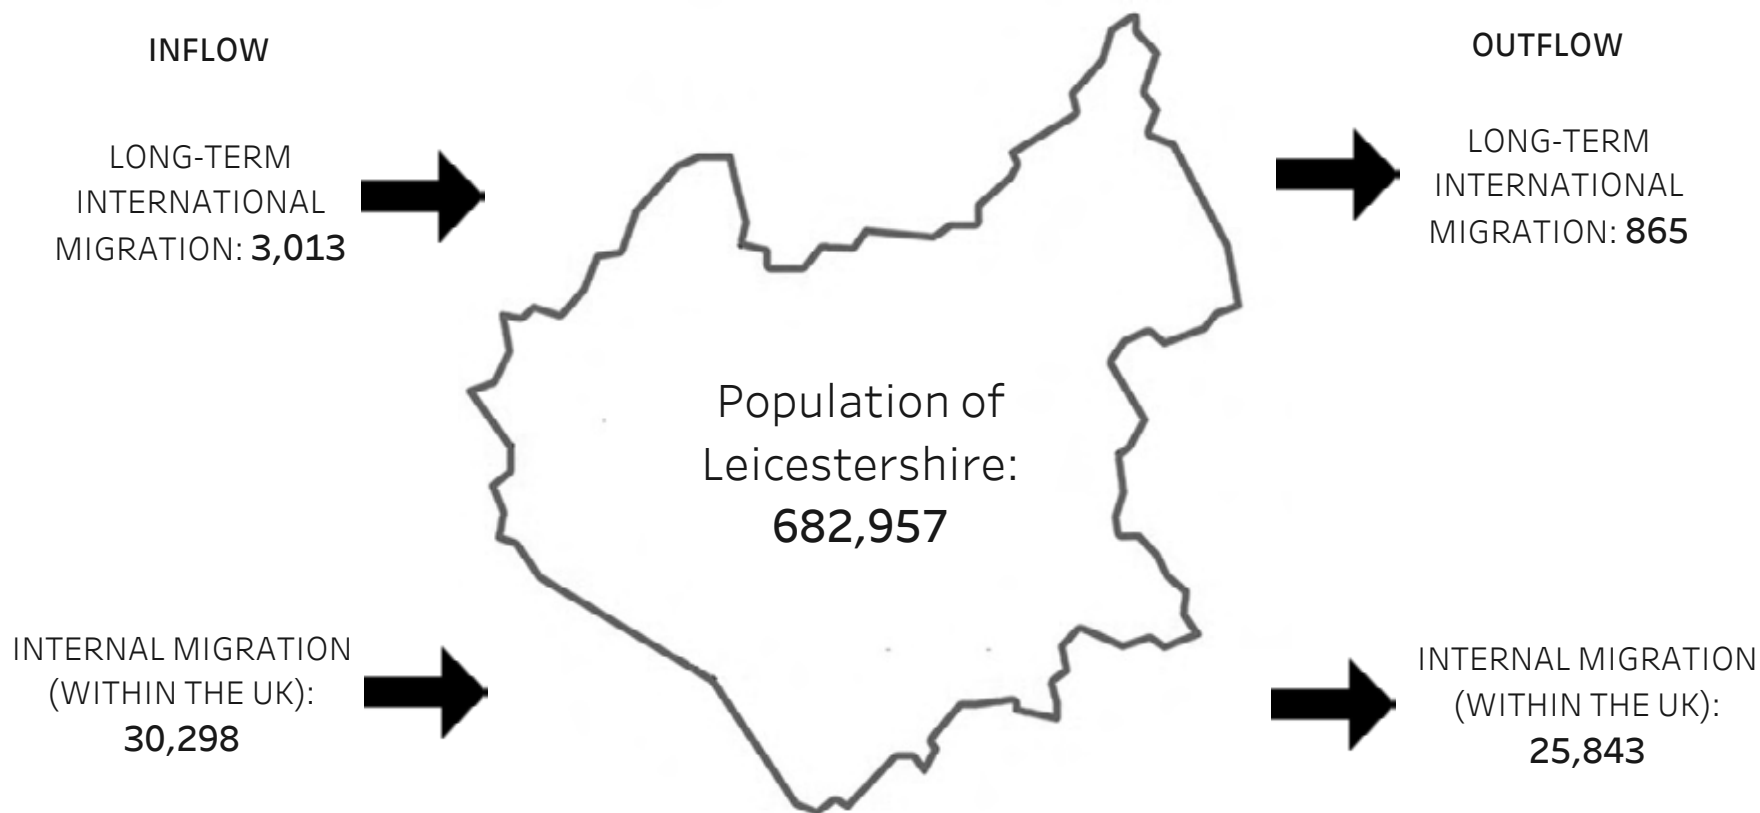 INFLOW
LONG-TERM
INTERNATIONAL
MIGRATION: 3,013
INTERNAL MIGRATION
(WITHIN THE UK):
30,298
Population of
Leicestershire:
682,957
OUTFLOW
LONG-TERM
INTERNATIONAL
MIGRATION: 865
INTERNAL MIGRATION
(WITHIN THE UK):
25,843